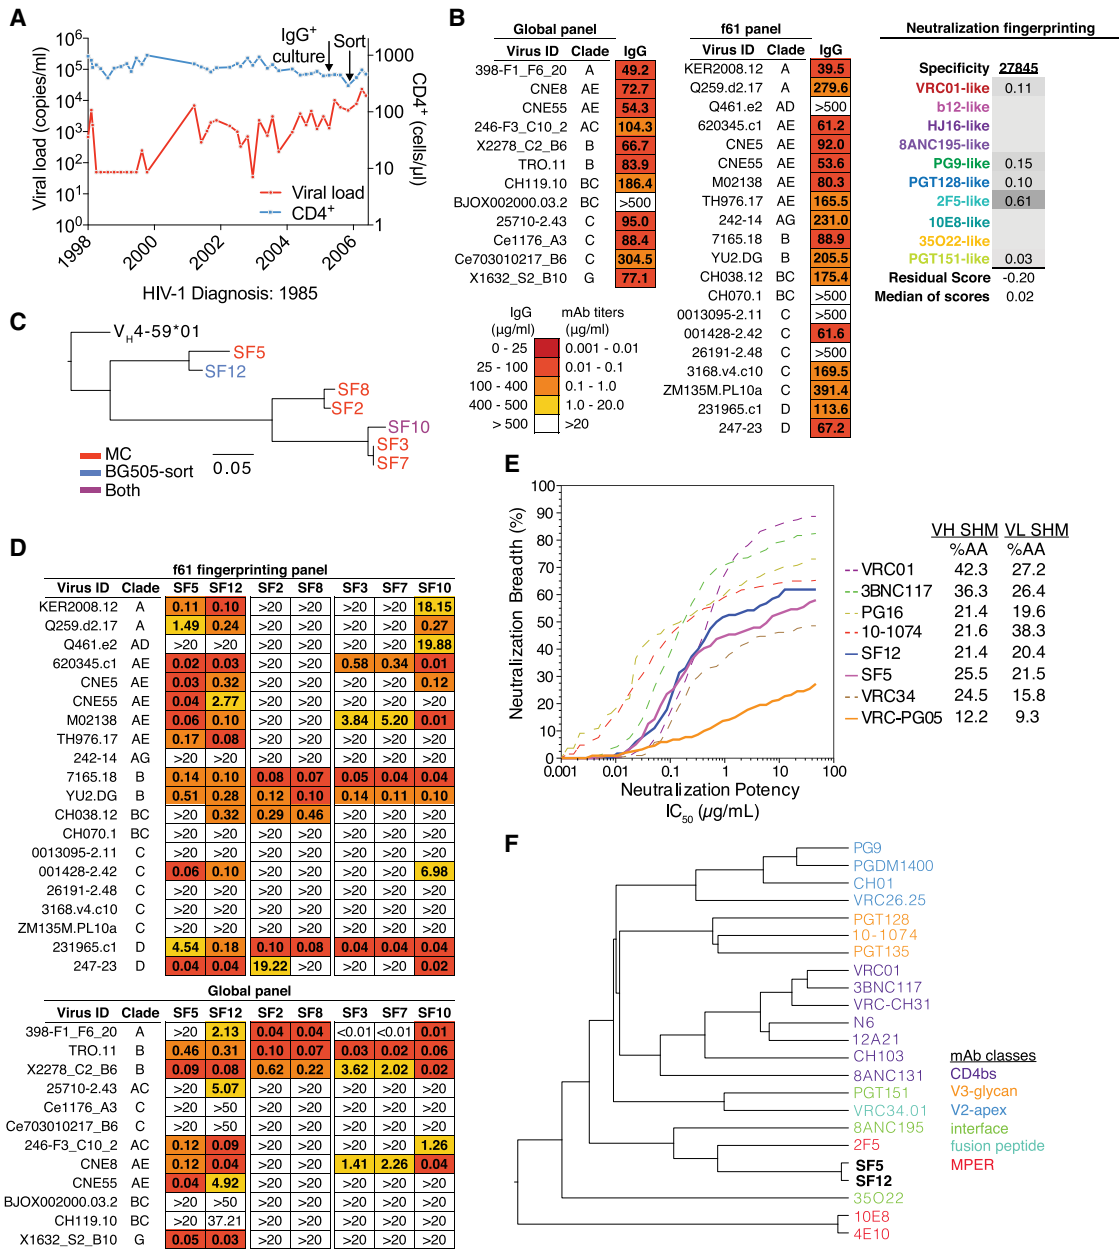 A
10⁶
10⁵
10⁴
10³
10²
10¹
10⁰
Viral load (copies/ml)
IgG⁺
culture
Sort
1000
100
10
1
CD4⁺ (cells/µl)
Viral load
CD4⁺
1998
2000
2002
2004
2006
HIV-1 Diagnosis: 1985
B
Global panel
Virus ID Clade IgG
398-F1_F6_20 A 49.2
CNE8 AE 72.7
CNE55 AE 54.3
246-F3_C10_2 AC 104.3
X2278_C2_B6 B 66.7
TRO.11 B 83.9
CH119.10 BC 186.4
BJOX002000.03.2 BC >500
25710-2.43 C 95.0
Ce1176_A3 C 88.4
Ce703010217_B6 C 304.5
X1632_S2_B10 G 77.1
IgG mAb titers
(µg/ml) (µg/mL)
0 - 25 0.001 - 0.01
25 - 100 0.01 - 0.1
100 - 400 0.1 - 1.0
400 - 500 1.0 - 20.0
> 500 >20
f61 panel
Virus ID Clade IgG
KER2008.12 A 39.5
Q259.d2.17 A 279.6
Q461.e2 AD >500
620345.c1 AE 61.2
CNE5 AE 92.0
CNE55 AE 53.6
M02138 AE 80.3
TH976.17 AE 165.5
242-14 AG 231.0
7165.18 B 88.9
YU2.DG B 205.5
CH038.12 BC 175.4
CH070.1 BC >500
0013095-2.11 C >500
001428-2.42 C 61.6
26191-2.48 C >500
3168.v4.c10 C 169.5
ZM135M.PL10a C 391.4
231965.c1 D 113.6
247-23 D 67.2
Neutralization fingerprinting
Specificity 27845
VRC01-like 0.11
b12-like
HJ16-like
8ANC195-like
PG9-like 0.15
PGT128-like 0.10
2F5-like 0.61
10E8-like
35O22-like
PGT151-like 0.03
Residual Score -0.20
Median of scores 0.02
C
VH4-59*01
SF5
SF12
SF8
SF2
SF10
SF3
SF7
MC
BG505-sort
Both
0.05
D
f61 fingerprinting panel
Virus ID Clade SF5 SF12 SF2 SF8 SF3 SF7 SF10
KER2008.12 A 0.11 0.10 >20 >20 >20 >20 18.15
Q259.d2.17 A 1.49 0.24 >20 >20 >20 >20 0.27
Q461.e2 AD >20 >20 >20 >20 >20 >20 19.88
620345.c1 AE 0.02 0.03 >20 >20 0.58 0.34 0.01
CNE5 AE 0.03 0.32 >20 >20 >20 >20 0.12
CNE55 AE 0.04 2.77 >20 >20 >20 >20 >20
M02138 AE 0.06 0.10 >20 >20 3.84 5.20 0.01
TH976.17 AE 0.17 0.08 >20 >20 >20 >20 >20
242-14 AG >20 >20 >20 >20 >20 >20 >20
7165.18 B 0.14 0.10 0.08 0.07 0.05 0.04 0.04
YU2.DG B 0.51 0.28 0.12 0.10 0.14 0.11 0.10
CH038.12 BC >20 0.32 0.29 0.46 >20 >20 >20
CH070.1 BC >20 >20 >20 >20 >20 >20 >20
0013095-2.11 C >20 >20 >20 >20 >20 >20 >20
001428-2.42 C 0.06 0.10 >20 >20 >20 >20 6.98
26191-2.48 C >20 >20 >20 >20 >20 >20 >20
3168.v4.c10 C >20 >20 >20 >20 >20 >20 >20
ZM135M.PL10a C >20 >20 >20 >20 >20 >20 >20
231965.c1 D 4.54 0.18 0.10 0.08 0.04 0.04 0.04
247-23 D 0.04 0.04 19.22 >20 >20 >20 0.02
Global panel
Virus ID Clade SF5 SF12 SF2 SF8 SF3 SF7 SF10
398-F1_F6_20 A >20 2.13 0.04 0.04 <0.01 <0.01 0.01
TRO.11 B 0.46 0.31 0.10 0.07 0.03 0.02 0.06
X2278_C2_B6 B 0.09 0.08 0.62 0.22 3.62 2.02 0.02
25710-2.43 AC >20 5.07 >20 >20 >20 >20 >20
Ce1176_A3 C >20 >50 >20 >20 >20 >20 >20
Ce703010217_B6 C >20 >50 >20 >20 >20 >20 >20
246-F3_C10_2 AC 0.12 0.09 >20 >20 >20 >20 1.26
CNE8 AE 0.12 0.04 >20 >20 1.41 2.26 0.04
CNE55 AE 0.04 4.92 >20 >20 >20 >20 >20
BJOX002000.03.2 BC >20 >50 >20 >20 >20 >20 >20
CH119.10 BC >20 37.21 >20 >20 >20 >20 >20
X1632_S2_B10 G 0.05 0.03 >20 >20 >20 >20 >20
E
Neutralization Breadth (%)
100
90
80
70
60
50
40
30
20
10
0
0.001 0.01 0.1 1 10 100
Neutralization Potency
IC50 (µg/mL)
VH SHM VL SHM
%AA %AA
VRC01 42.3 27.2
3BNC117 36.3 26.4
PG16 21.4 19.6
10-1074 21.6 38.3
SF12 21.4 20.4
SF5 25.5 21.5
VRC34 24.5 15.8
VRC-PG05 12.2 9.3
F
PG9
PGDM1400
CH01
VRC26.25
PGT128
10-1074
PGT135
VRC01
3BNC117
VRC-CH31
N6
12A21
CH103
8ANC131
PGT151
VRC34.01
8ANC195
2F5
SF5
SF12
35O22
10E8
4E10
mAb classes
CD4bs
V3-glycan
V2-apex
interface
fusion peptide
MPER